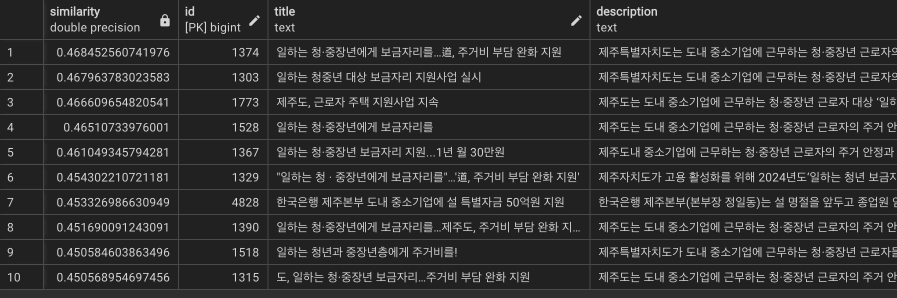 similarity id title description
double precision [PK] bigint text text
1 0.468452560741976 1374 일하는 청·중장년에게 보금자리를...道, 주거비 부담 완화 지원 제주특별자치도는 도내 중소기업에 근무하는 청·중장년 근로자의
2 0.467963783023583 1303 일하는 청중년 대상 보금자리 지원사업 실시 제주특별자치도는 도내 중소기업에 근무하는 청·중장년 근로자의
3 0.466609654820541 1773 제주도, 근로자 주택 지원사업 지속 제주도는 도내 중소기업에 근무하는 청·중장년 근로자 대상 '일하
4 0.46510733976001 1528 일하는 청·중장년에게 보금자리를 제주도는 도내 중소기업에 근무하는 청·중장년 근로자의 주거 안
5 0.461049345794281 1367 일하는 청·중장년 보금자리 지원...1년 월 30만원 제주도내 중소기업에 근무하는 청·중장년 근로자의 주거 안정과
6 0.454302210721181 1329 "일하는 청·중장년에게 보금자리를"...'道, 주거비 부담 완화 지원' 제주자치도가 고용 활성화를 위해 2024년도'일하는 청년 보금자
7 0.453326986630949 4828 한국은행 제주본부 도내 중소기업에 설 특별자금 50억원 지원 한국은행 제주본부(본부장 정일동)는 설 명절을 앞두고 종업원
8 0.451690091243091 1390 일하는 청·중장년에게 보금자리를...제주도, 주거비 부담 완화 지... 제주도는 도내 중소기업에 근무하는 청·중장년 근로자의 주거 안
9 0.450584603863496 1518 일하는 청년과 중장년층에게 주거비를! 제주특별자치도가 도내 중소기업에 근무하는 청·중장년 근로자들
10 0.450568954697456 1315 도, 일하는 청·중장년 보금자리...주거비 부담 완화 지원 제주도는 도내 중소기업에 근무하는 청·중장년 근로자의 주거 안